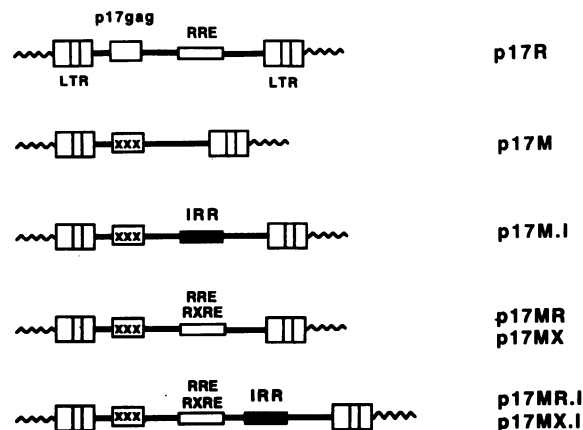 p17gag
RRE
p17R
LTR
LTR
xxx
p17M
IRR
xxx
p17M.I
RRE
RXRE
xxx
p17MR
p17MX
RRE
RXRE
IRR
xxx
p17MR.I
p17MX.I